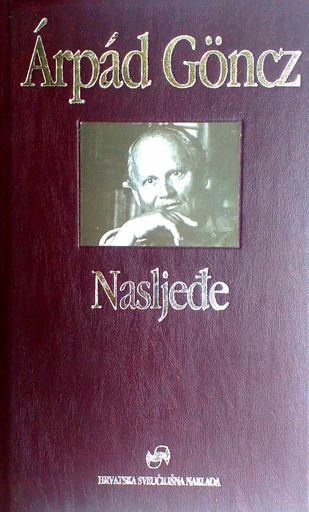 Árpád Göncz
Nasljeđe
HRVATSKA SVEUČILIŠNA NAKLADA